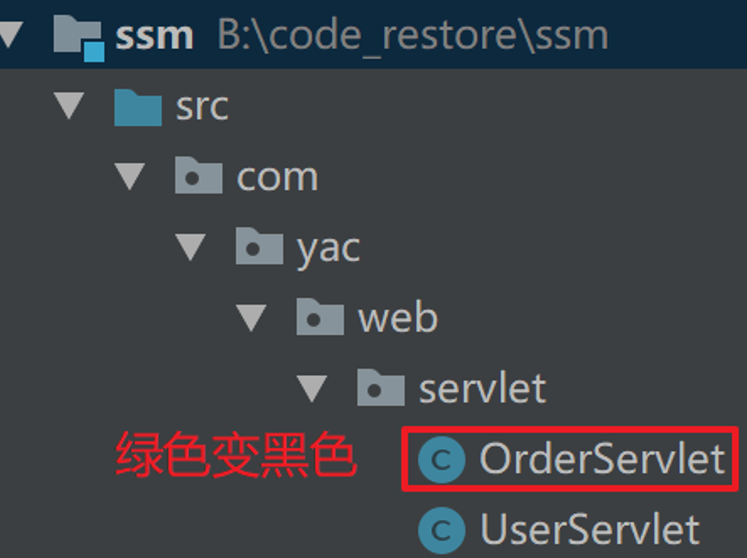 ssm B:\code_restore\ssm
src
com
yac
web
servlet
绿色变黑色 C OrderServlet
C UserServlet